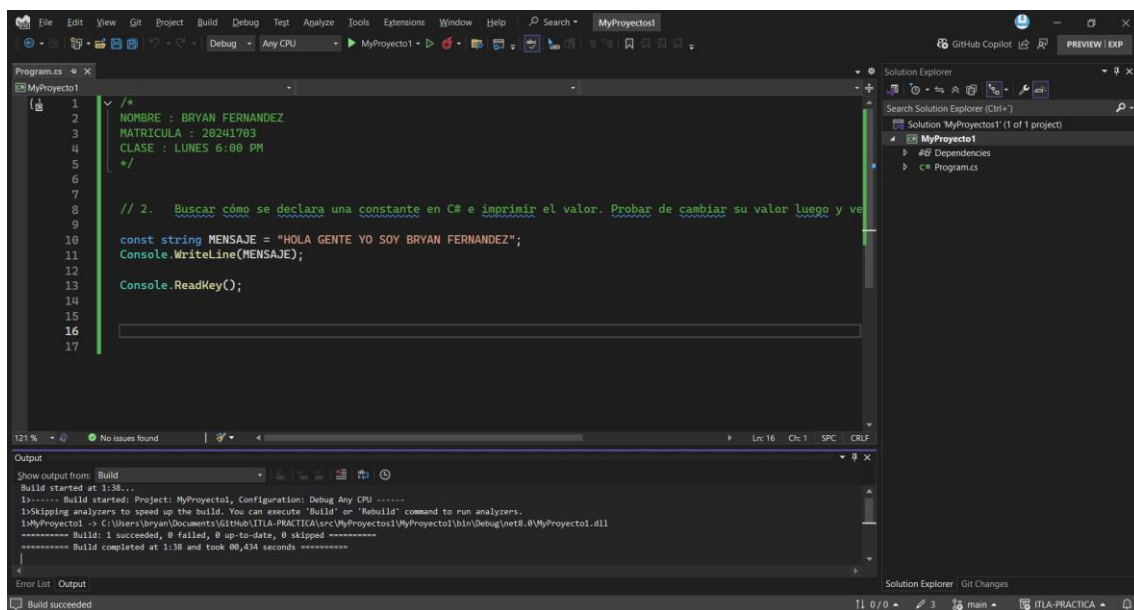 File Edit View Git Project Build Debug Test Analyze Tools Extensions Window Help Search MyProyectos1
Debug Any CPU MyProyecto1 GitHub Copilot PREVIEW | EXP
Program.cs
MyProyecto1
1 /*
2 NOMBRE : BRYAN FERNANDEZ
3 MATRICULA : 20241703
4 CLASE : LUNES 6:00 PM
5 */
6
7
8 // 2. Buscar cómo se declara una constante en C# e imprimir el valor. Probar de cambiar su valor luego y ve
9
10 const string MENSAJE = "HOLA GENTE YO SOY BRYAN FERNANDEZ";
11 Console.WriteLine(MENSAJE);
12
13 Console.ReadKey();
14
15
16
17
121 % No issues found Ln: 16 Ch: 1 SPC CRLF
Output
Show output from: Build
Build started at 1:38...
1>------ Build started: Project: MyProyecto1, Configuration: Debug Any CPU ------
1>Skipping analyzers to speed up the build. You can execute 'Build' or 'Rebuild' command to run analyzers.
1>MyProyecto1 -> C:\Users\bryan\Documents\GitHub\ITLA-PRACTICA\src\MyProyectos1\MyProyecto1\bin\Debug\net8.0\MyProyecto1.dll
========== Build: 1 succeeded, 0 failed, 0 up-to-date, 0 skipped ==========
========== Build completed at 1:38 and took 00,434 seconds ==========
Error List Output
Solution Explorer
Search Solution Explorer (Ctrl+´)
Solution 'MyProyectos1' (1 of 1 project)
MyProyecto1
Dependencies
C# Program.cs
Solution Explorer Git Changes
Build succeeded 0 / 0 3 main ITLA-PRACTICA